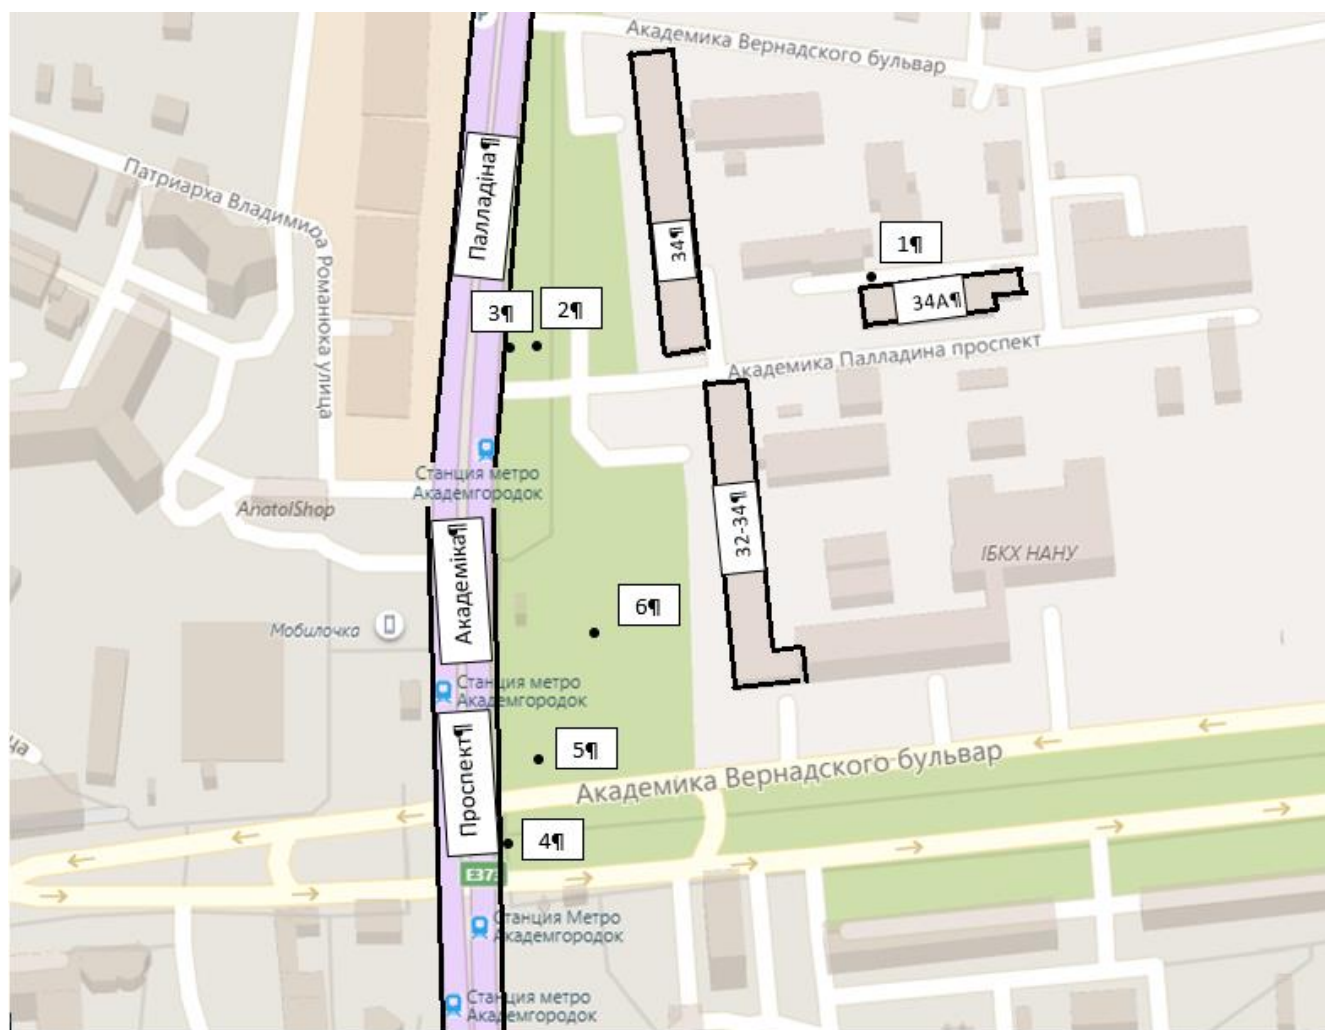 Академика Вернадского бульвар
Патриарха Владимира Романюка улица
Палладіна¶
34¶
1¶
34А¶
3¶
2¶
Академика Палладина проспект
Станция метро
Академгородок
AnatolShop
Академіка¶
32-34¶
ІБКХ НАНУ
6¶
Мобилочка
Станция метро
Академгородок
ца
Проспект¶
5¶
Академика Вернадского бульвар
4¶
E373
Станция Метро
Академгородок
Станция метро
Академгородок